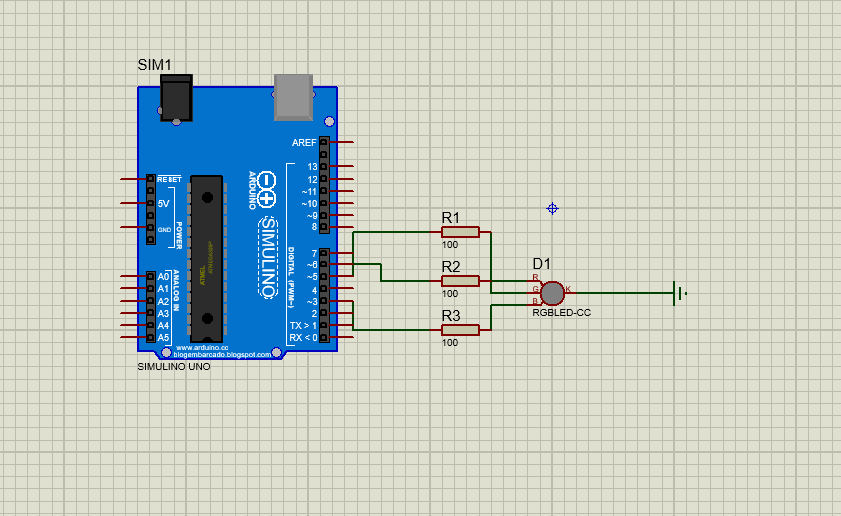 SIM1
AREF
13
12
~11
~10
~9
8
7
~6
~5
4
~3
2
TX > 1
RX < 0
DIGITAL (PWM~)
RESET
5V
GND
POWER
A0
A1
A2
A3
A4
A5
ANALOG IN
ARDUINO
SIMULINO
ATMEL
www.arduino.cc
blogembarcado.blogspot.com
SIMULINO UNO
R1
100
R2
100
R3
100
D1
R
G
B
K
RGBLED-CC